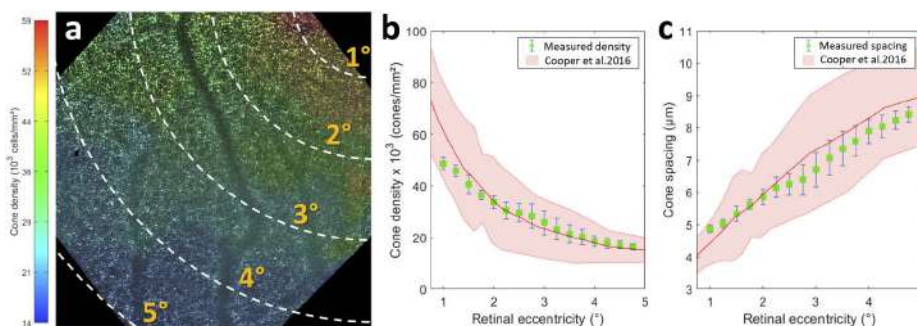 a
59
51
44
36
29
21
14
Cone density (10³ cells/mm²)
1°
2°
3°
4°
5°
b
Measured density
Cooper et al.2016
100
80
60
40
20
0
Cone density x 10³ (cones/mm²)
1 2 3 4 5
Retinal eccentricity (°)
c
Measured spacing
Cooper et al.2016
11
10
9
8
7
6
5
4
3
Cone spacing (µm)
1 2 3 4
Retinal eccentricity (°)